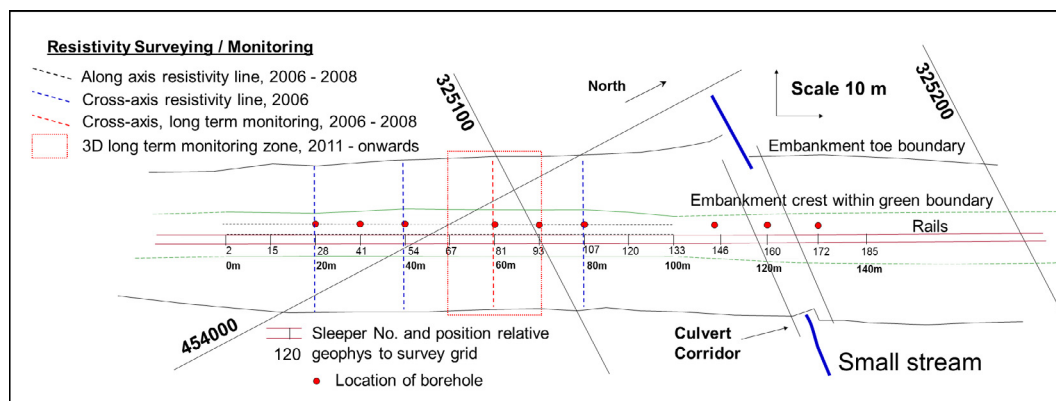 Resistivity Surveying / Monitoring
Along axis resistivity line, 2006 - 2008
Cross-axis resistivity line, 2006
Cross-axis, long term monitoring, 2006 - 2008
3D long term monitoring zone, 2011 - onwards
325100
North
Scale 10 m
325200
Embankment toe boundary
Embankment crest within green boundary
Rails
2 15 28 41 54 67 81 93 107 120 133 146 160 172 185
0m 20m 40m 60m 80m 100m 120m 140m
454000
Sleeper No. and position relative
120 geophys to survey grid
Location of borehole
Culvert
Corridor
Small stream